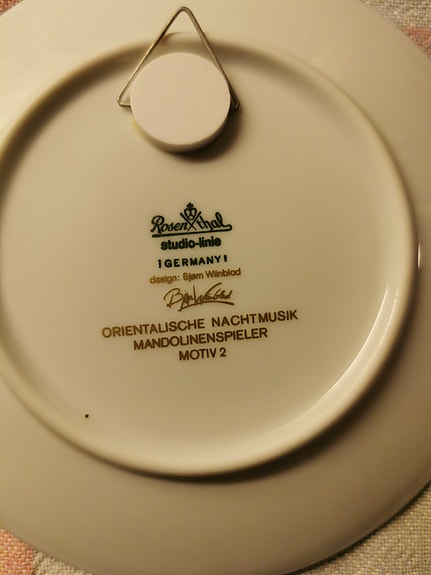 Rosenthal
studio-linie
GERMANY
design: Bjørn Wiinblad
Bjørn Wiinblad
ORIENTALISCHE NACHTMUSIK
MANDOLINENSPIELER
MOTIV 2